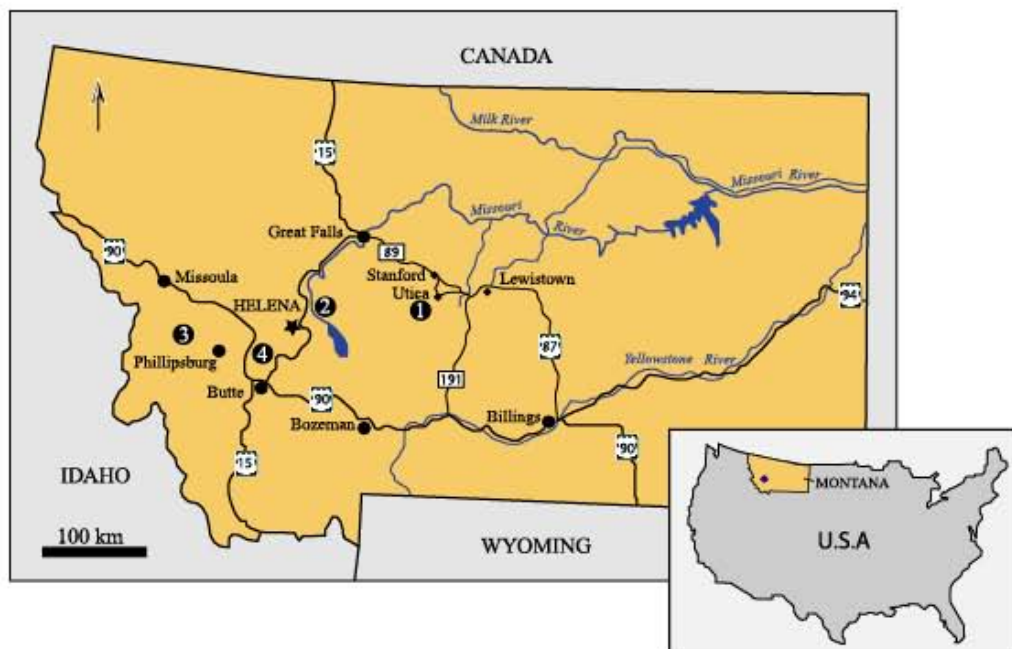 CANADA
Milk River
'15'
Missouri River
Missouri
River
Great Falls
'90'
89
Missoula
Stanford
Lewistown
Utica
'94'
HELENA
2
1
3
'87'
Phillipsburg
4
Yellowstone River
191
Butte
'90'
Billings
Bozeman
'90'
'15'
IDAHO
MONTANA
100 km
WYOMING
U.S.A